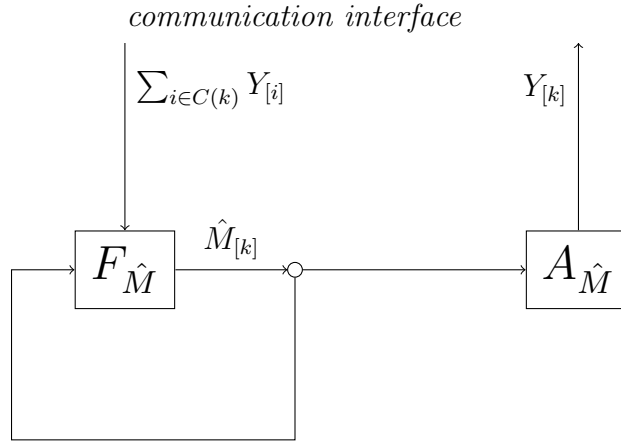 communication interface
∑_{i∈C(k)} Y_{[i]}
Y_{[k]}
F_{\hat{M}}
\hat{M}_{[k]}
A_{\hat{M}}